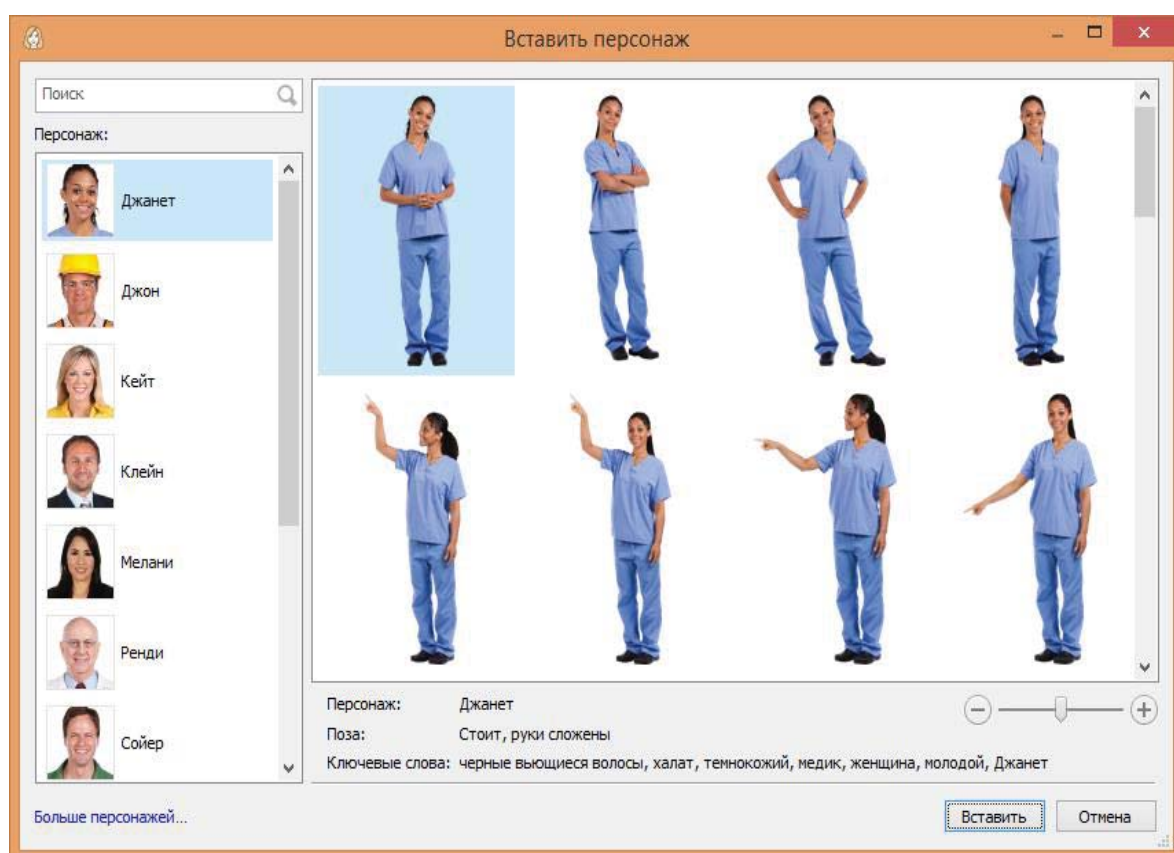 Вставить персонаж
Поиск
Персонаж:
Джанет
Джон
Кейт
Клейн
Мелани
Ренди
Сойер
Персонаж: Джанет
Поза: Стоит, руки сложены
Ключевые слова: черные вьющиеся волосы, халат, темнокожий, медик, женщина, молодой, Джанет
Больше персонажей...
Вставить Отмена